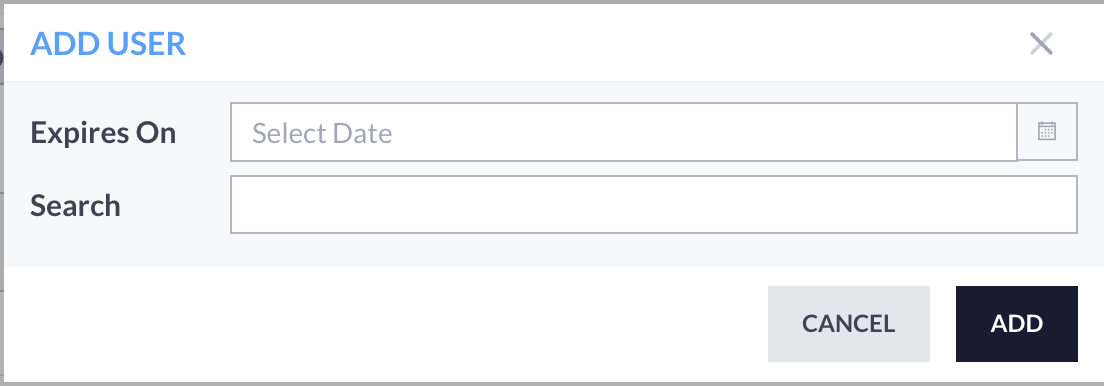 ADD USER
Expires On
Select Date
Search
CANCEL
ADD